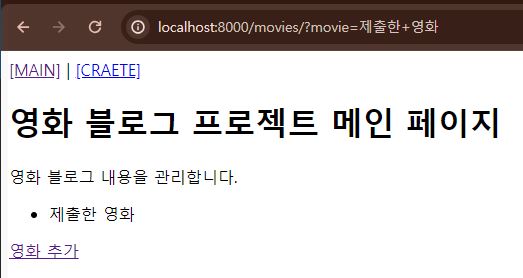 localhost:8000/movies/?movie=제출한+영화
[MAIN] | [CRAETE]
영화 블로그 프로젝트 메인 페이지
영화 블로그 내용을 관리합니다.
• 제출한 영화
영화 추가